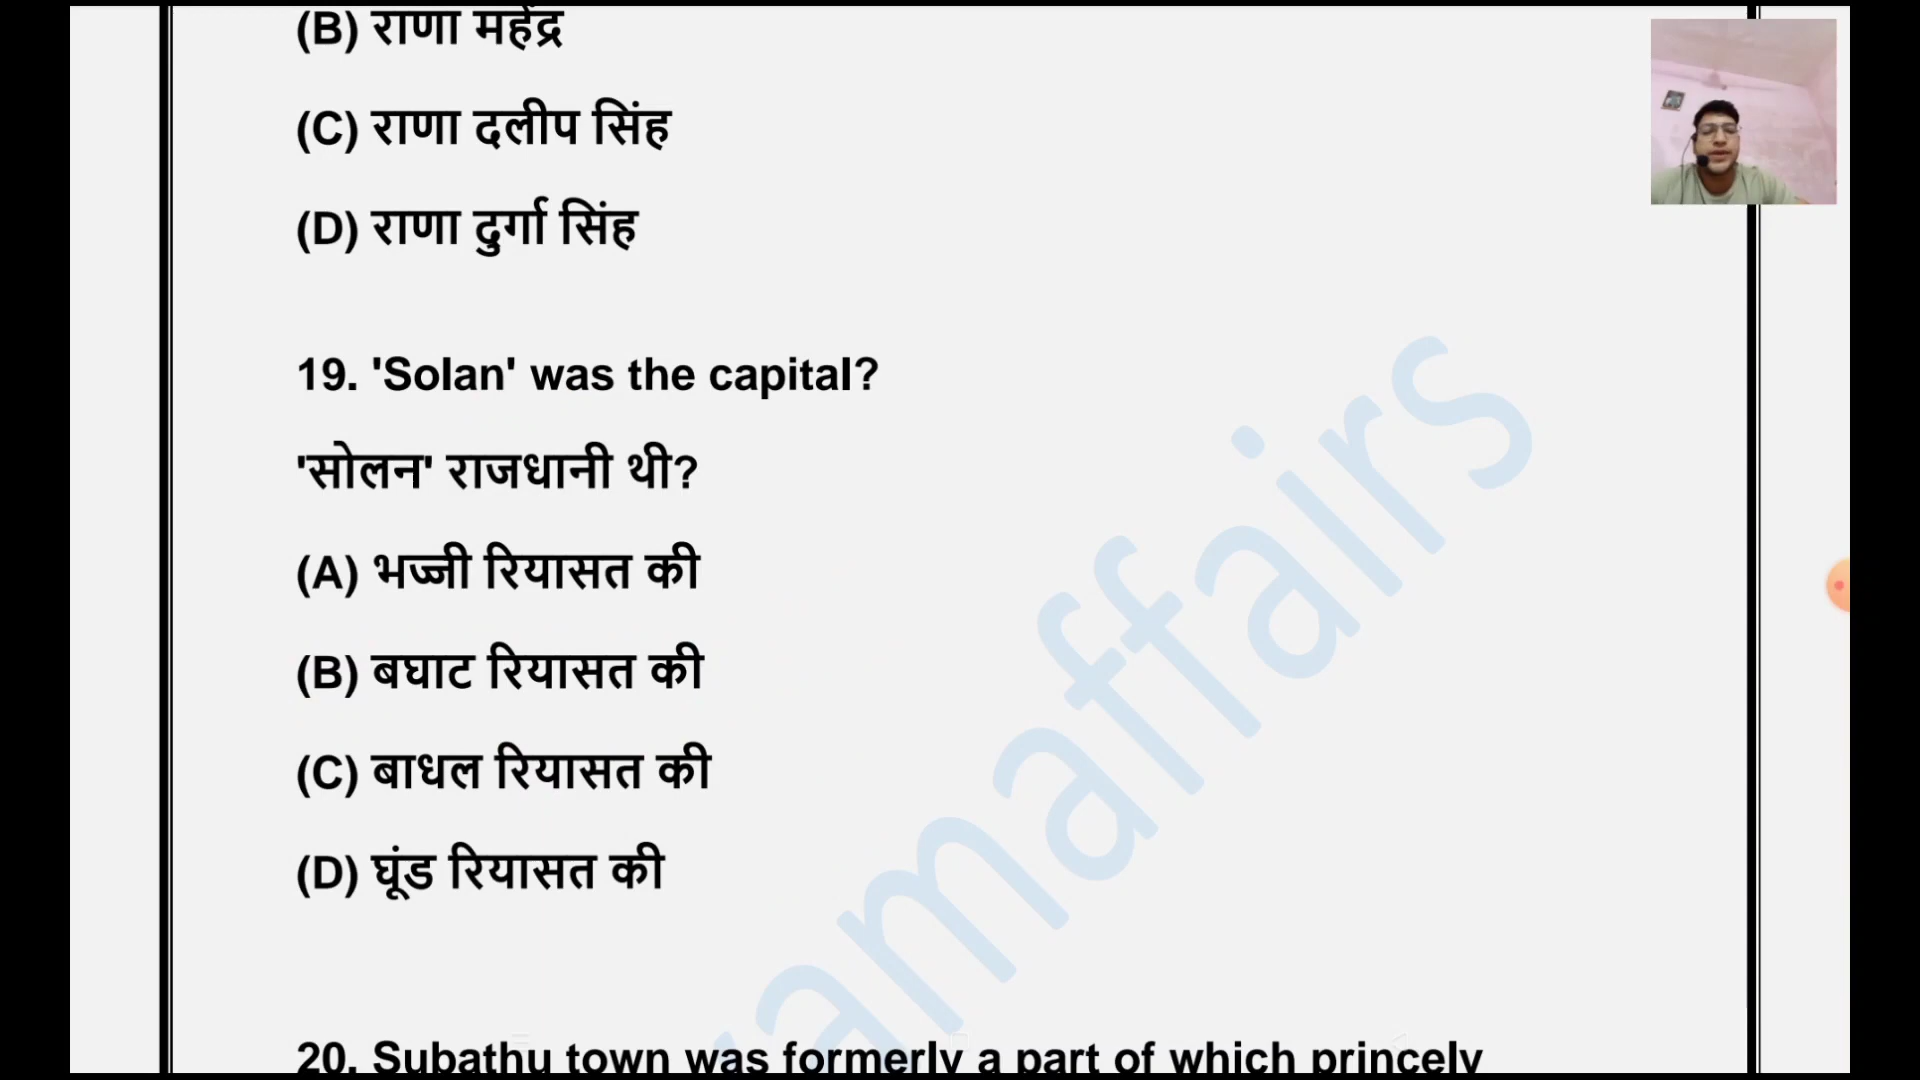 (B) राणा महेंद्र
(C) राणा दलीप सिंह
(D) राणा दुर्गा सिंह
19. 'Solan' was the capital?
'सोलन' राजधानी थी?
(A) भज्जी रियासत की
(B) बघाट रियासत की
(C) बाधल रियासत की
(D) घूंड रियासत की
20. Subathu town was formerly a part of which princely
amaffairs